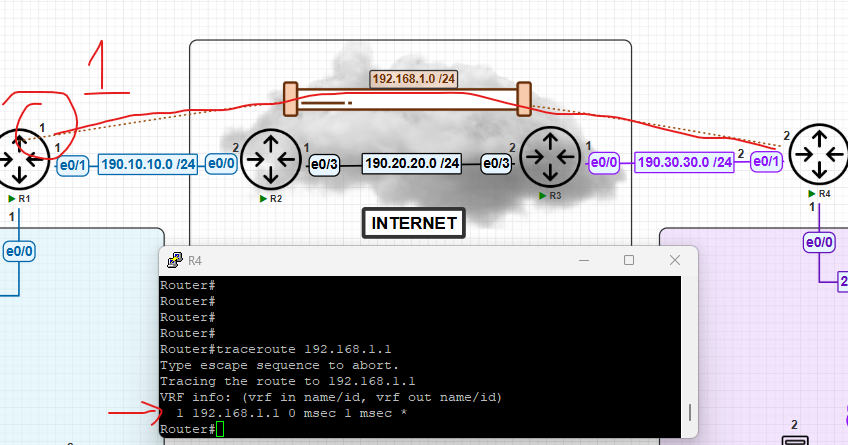 1
192.168.1.0 /24
1
2
1
2
1
2
1
2
e0/1
190.10.10.0 /24
e0/0
e0/3
190.20.20.0 /24
e0/3
e0/0
190.30.30.0 /24
e0/1
R1
R2
R3
R4
1
1
INTERNET
e0/0
e0/0
R4
2
Router#
Router#
Router#
Router#
Router#traceroute 192.168.1.1
Type escape sequence to abort.
Tracing the route to 192.168.1.1
VRF info: (vrf in name/id, vrf out name/id)
1 192.168.1.1 0 msec 1 msec *
Router#
2